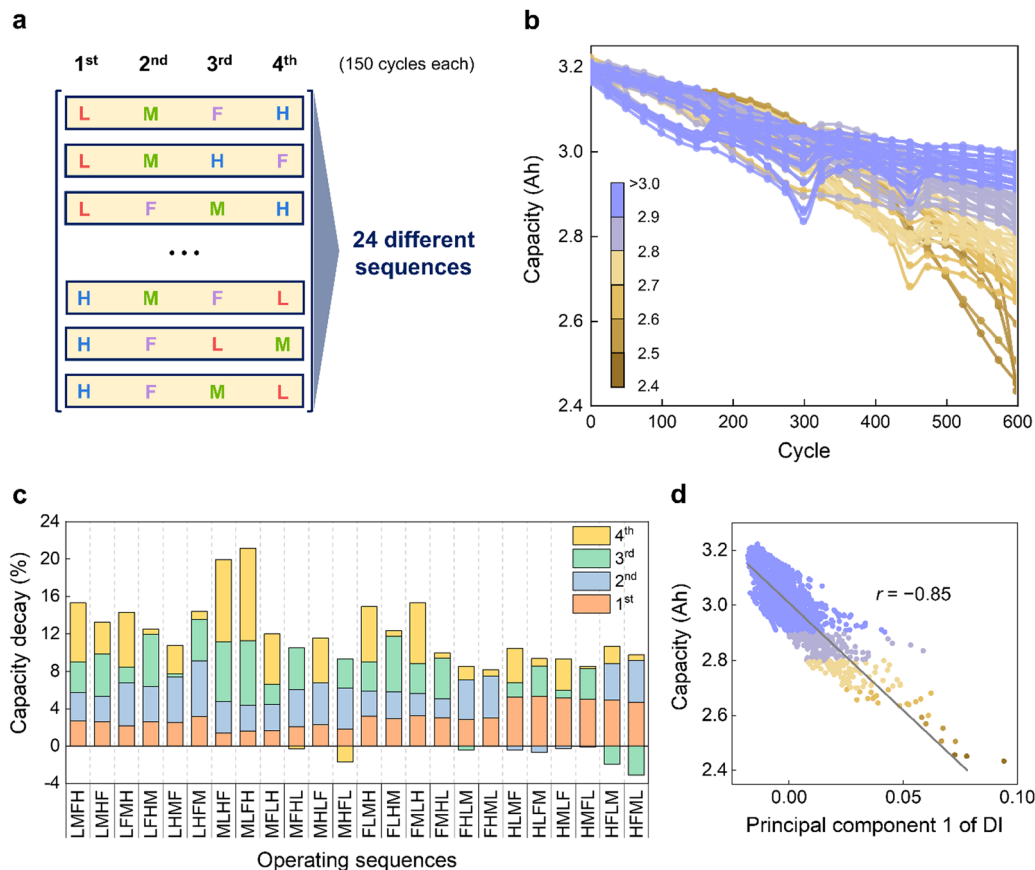 a
1st 2nd 3rd 4th (150 cycles each)
L M F H
L M H F
L F M H
...
H M F L
H F L M
H F M L
24 different
sequences
b
Capacity (Ah)
3.2
3.0
2.8
2.6
2.4
>3.0
2.9
2.8
2.7
2.6
2.5
2.4
0 100 200 300 400 500 600
Cycle
c
Capacity decay (%)
24
20
16
12
8
4
0
-4
4th
3rd
2nd
1st
LMFH LMHF LFMH LFHM LHMF LHFM MLHF MLFH MFLH MFHL MHLF MHFL FLMH FLHM FMLH FMHL FHLM FHML HLMF HLFM HMLF HMFL HFLM HFML
Operating sequences
d
Capacity (Ah)
3.2
3.0
2.8
2.6
2.4
r = −0.85
0.00 0.05 0.10
Principal component 1 of DI